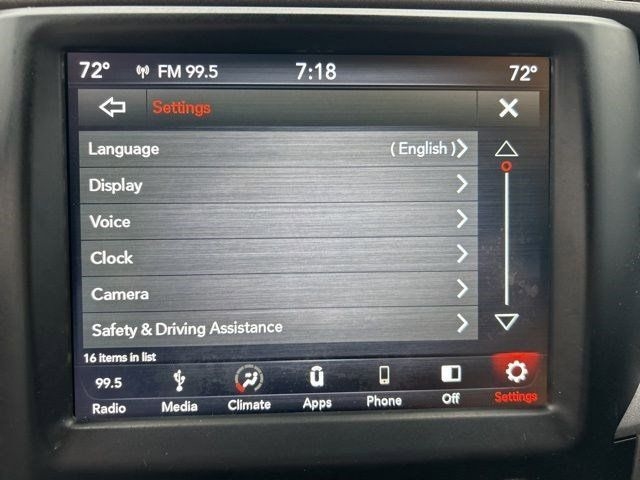 72° FM 99.5 7:18 72°
Settings
Language ( English )
Display
Voice
Clock
Camera
Safety & Driving Assistance
16 items in list
99.5
Radio Media Climate Apps Phone Off Settings